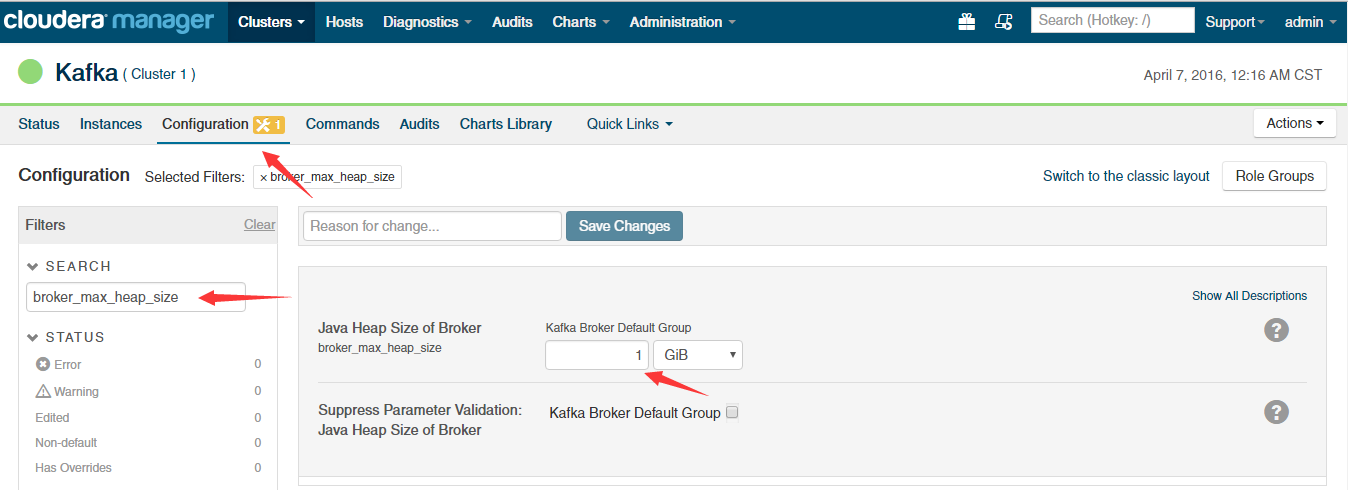 cloudera manager Clusters Hosts Diagnostics Audits Charts Administration Search (Hotkey: /) Support admin
Kafka ( Cluster 1 ) April 7, 2016, 12:16 AM CST
Status Instances Configuration 1 Commands Audits Charts Library Quick Links Actions
Configuration Selected Filters: × broker_max_heap_size Switch to the classic layout Role Groups
Filters Clear
Reason for change... Save Changes
SEARCH
broker_max_heap_size
STATUS
Error 0
Warning 0
Edited 0
Non-default 0
Has Overrides 0
Show All Descriptions
Java Heap Size of Broker Kafka Broker Default Group ?
broker_max_heap_size 1 GiB
Suppress Parameter Validation: Kafka Broker Default Group ?
Java Heap Size of Broker